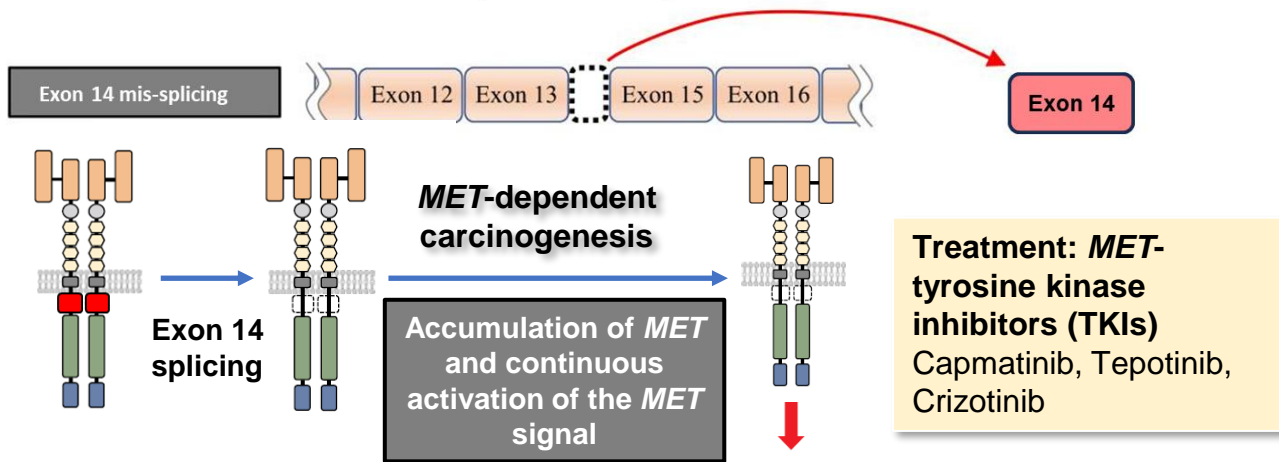 Exon 14 mis-splicing
Exon 12
Exon 13
Exon 15
Exon 16
Exon 14
Exon 14
splicing
MET-dependent
carcinogenesis
Accumulation of MET
and continuous
activation of the MET
signal
Treatment: MET-
tyrosine kinase
inhibitors (TKIs)
Capmatinib, Tepotinib,
Crizotinib